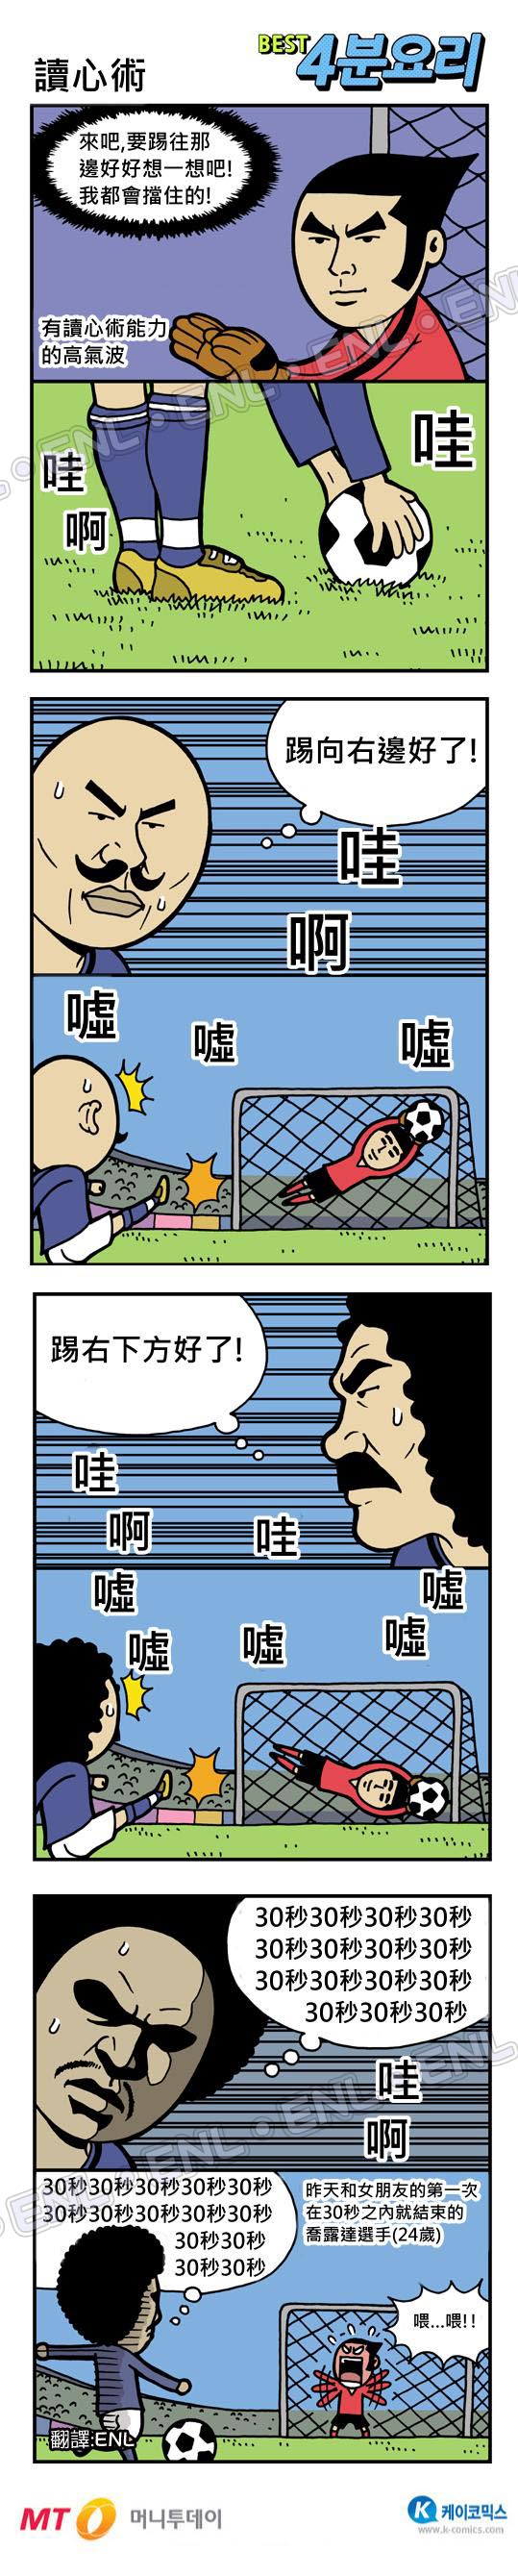 讀心術
BEST
4분요리
來吧,要踢往那
邊好好想一想吧!
我都會擋住的!
有讀心術能力
的高氣波
哇
哇
啊
踢向右邊好了!
哇
啊
噓
噓
噓
踢右下方好了!
哇
啊
哇
噓
噓
噓
噓
噓
30秒30秒30秒30秒
30秒30秒30秒30秒
30秒30秒30秒30秒
30秒30秒30秒
哇
啊
30秒30秒30秒30秒30秒
30秒30秒30秒30秒30秒
30秒30秒
30秒30秒
昨天和女朋友的第一次
在30秒之內就結束的
喬露達選手(24歲)
喂...喂!!
翻譯:ENL
ENL•ENL•ENL•ENL
ENL•ENL•ENL•ENL
MTO 머니투데이
K 케이코믹스
www.k-comics.com